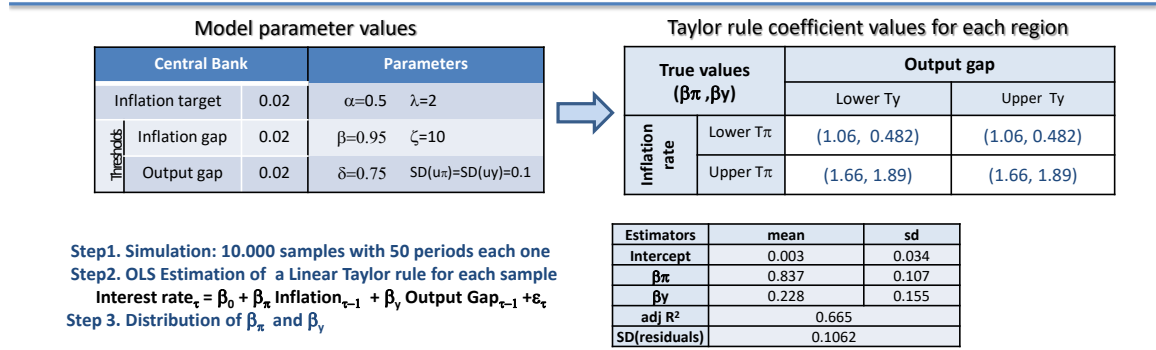 Model parameter values
Central Bank Parameters
Inflation target 0.02 α=0.5 λ=2
Thresholds
Inflation gap 0.02 β=0.95 ζ=10
Output gap 0.02 δ=0.75 SD(uπ)=SD(uy)=0.1
Taylor rule coefficient values for each region
True values (βπ ,βy)
Output gap
Lower Ty Upper Ty
Inflation rate
Lower Tπ (1.06, 0.482) (1.06, 0.482)
Upper Tπ (1.66, 1.89) (1.66, 1.89)
Step1. Simulation: 10.000 samples with 50 periods each one
Step2. OLS Estimation of a Linear Taylor rule for each sample
Interest rateτ = β0 + βπ Inflationτ−1 + βy Output Gapτ−1 +ετ
Step 3. Distribution of βπ and βy
Estimators mean sd
Intercept 0.003 0.034
βπ 0.837 0.107
βy 0.228 0.155
adj R² 0.665
SD(residuals) 0.1062